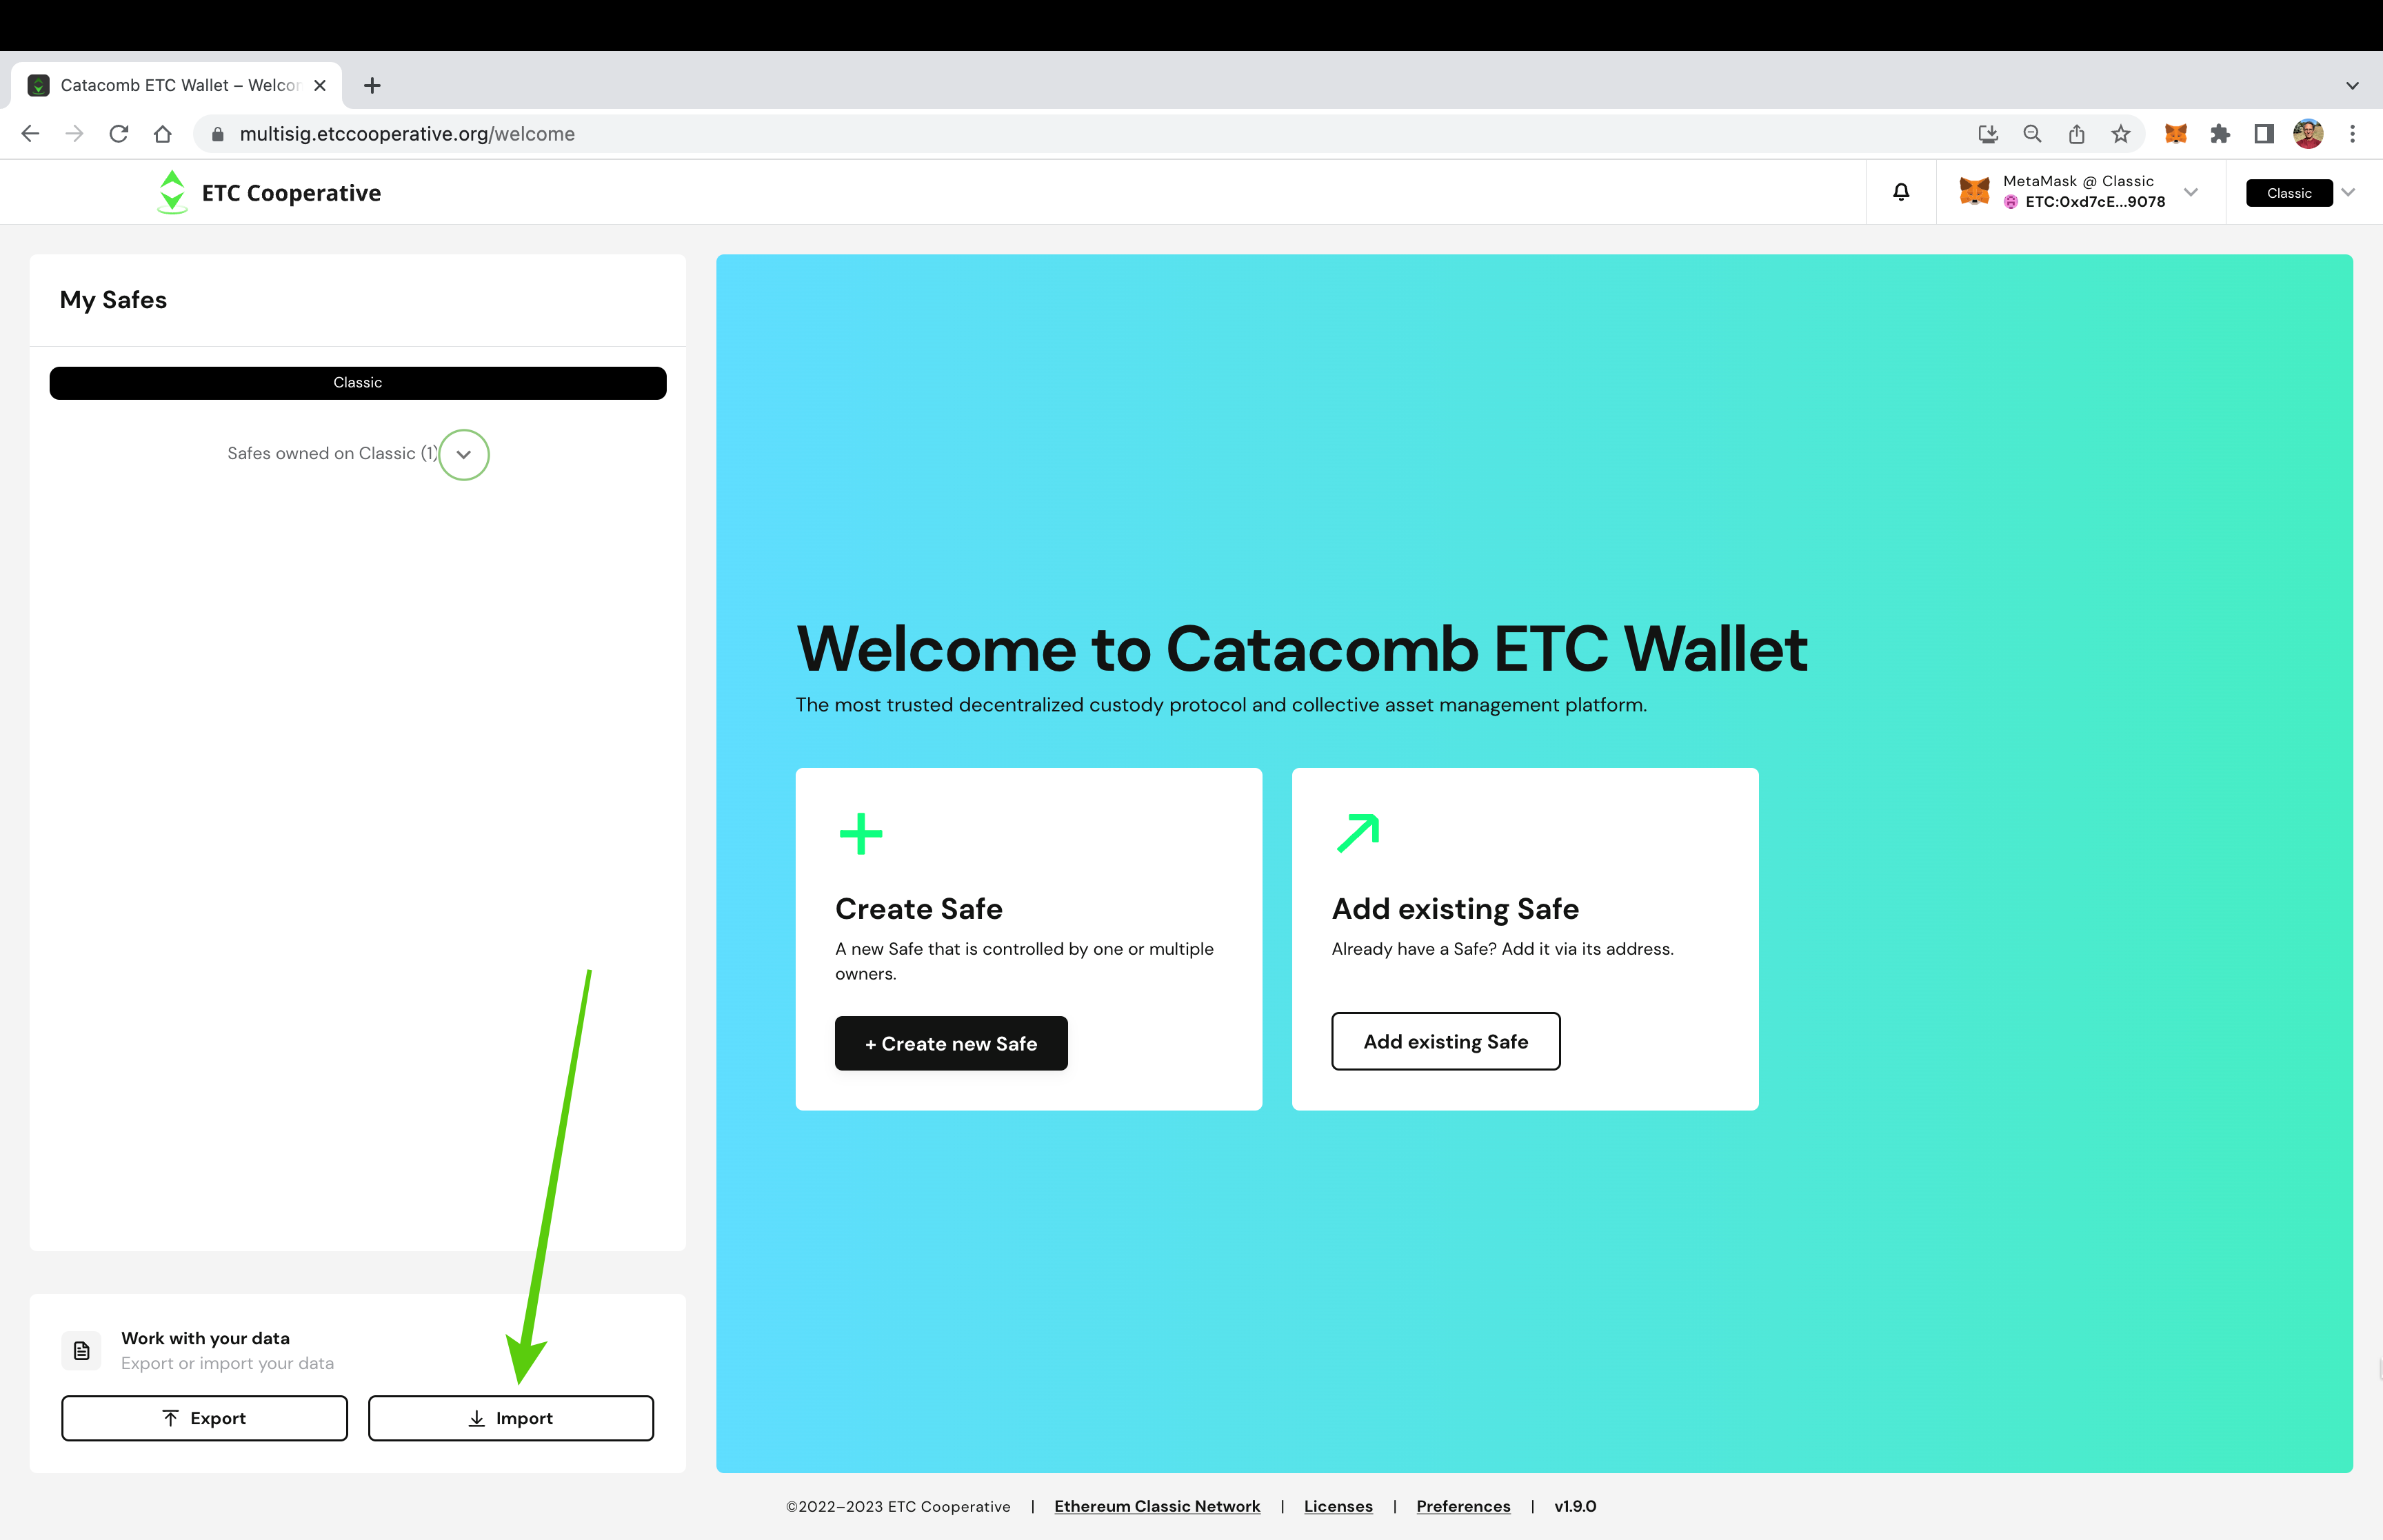 Catacomb ETC Wallet – Welcon
multisig.etccooperative.org/welcome
ETC Cooperative
MetaMask @ Classic
ETC:0xd7cE...9078
Classic
My Safes
Classic
Safes owned on Classic (1)
Welcome to Catacomb ETC Wallet
The most trusted decentralized custody protocol and collective asset management platform.
Create Safe
A new Safe that is controlled by one or multiple
owners.
+ Create new Safe
Add existing Safe
Already have a Safe? Add it via its address.
Add existing Safe
Work with your data
Export or import your data
Export
Import
©2022–2023 ETC Cooperative | Ethereum Classic Network | Licenses | Preferences | v1.9.0